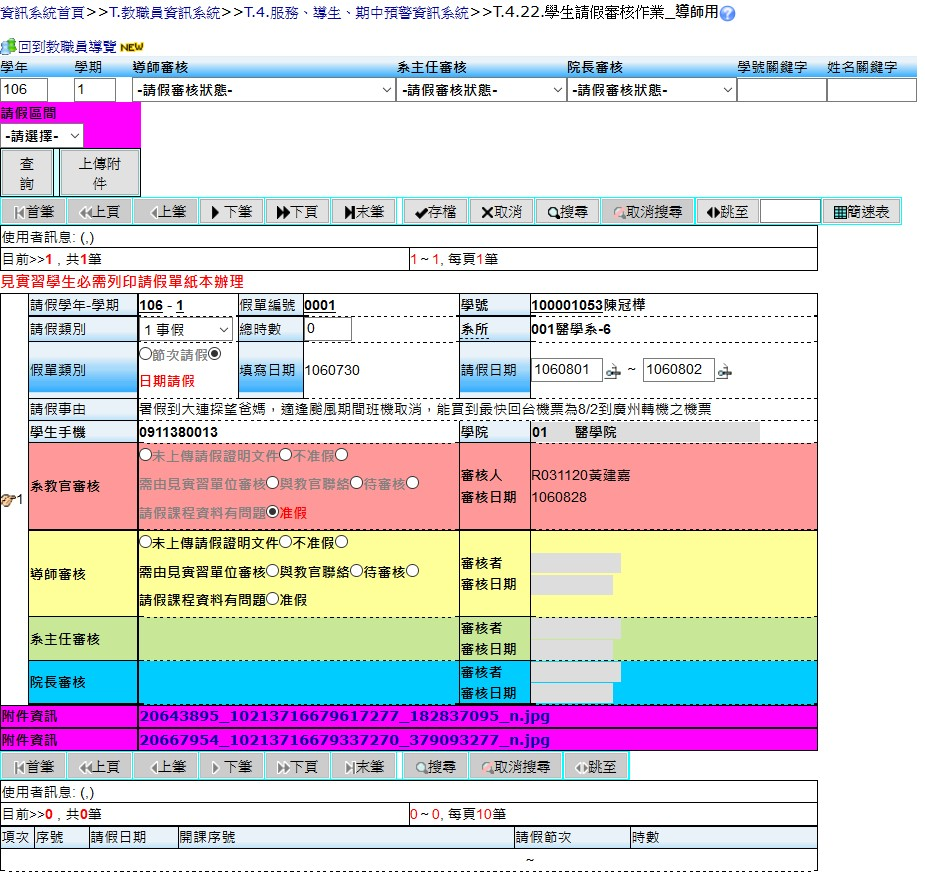 資訊系統首頁>>T.教職員資訊系統>>T.4.服務、導生、期中預警資訊系統>>T.4.22.學生請假審核作業_導師用
回到教職員導覽 NEW
學年 學期 導師審核 系主任審核 院長審核 學號關鍵字 姓名關鍵字
106 1 -請假審核狀態- -請假審核狀態- -請假審核狀態-
請假區間
-請選擇-
查詢 上傳附件
首筆 上頁 上筆 下筆 下頁 末筆 存檔 取消 搜尋 取消搜尋 跳至 簡速表
使用者訊息: (,)
目前>>1 , 共1筆 1 ~ 1, 每頁1筆
見實習學生必需列印請假單紙本辦理
請假學年-學期 106 - 1 假單編號 0001 學號 100001053陳冠樺
請假類別 1 事假 總時數 0 系所 001醫學系-6
假單類別 節次請假 日期請假 填寫日期 1060730 請假日期 1060801 ~ 1060802
請假事由 署假到大連探望爸媽，適逢颱風期間班機取消，能買到最快回台機票為8/2到廣州轉機之機票
學生手機 0911380013 學院 01 醫學院
1
系教官審核
未上傳請假證明文件 不准假
需由見實習單位審核 與教官聯絡 待審核
請假課程資料有問題 准假
審核人 R031120黃建嘉
審核日期 1060828
導師審核
未上傳請假證明文件 不准假
需由見實習單位審核 與教官聯絡 待審核
請假課程資料有問題 准假
審核者
審核日期
系主任審核
審核者
審核日期
院長審核
審核者
審核日期
附件資訊 20643895_10213716679617277_182837095_n.jpg
附件資訊 20667954_10213716679337270_379093277_n.jpg
首筆 上頁 上筆 下筆 下頁 末筆 搜尋 取消搜尋 跳至
使用者訊息: (,)
目前>>0 , 共0筆 0 ~ 0, 每頁10筆
項次 序號 請假日期 開課序號 請假節次 時數
~